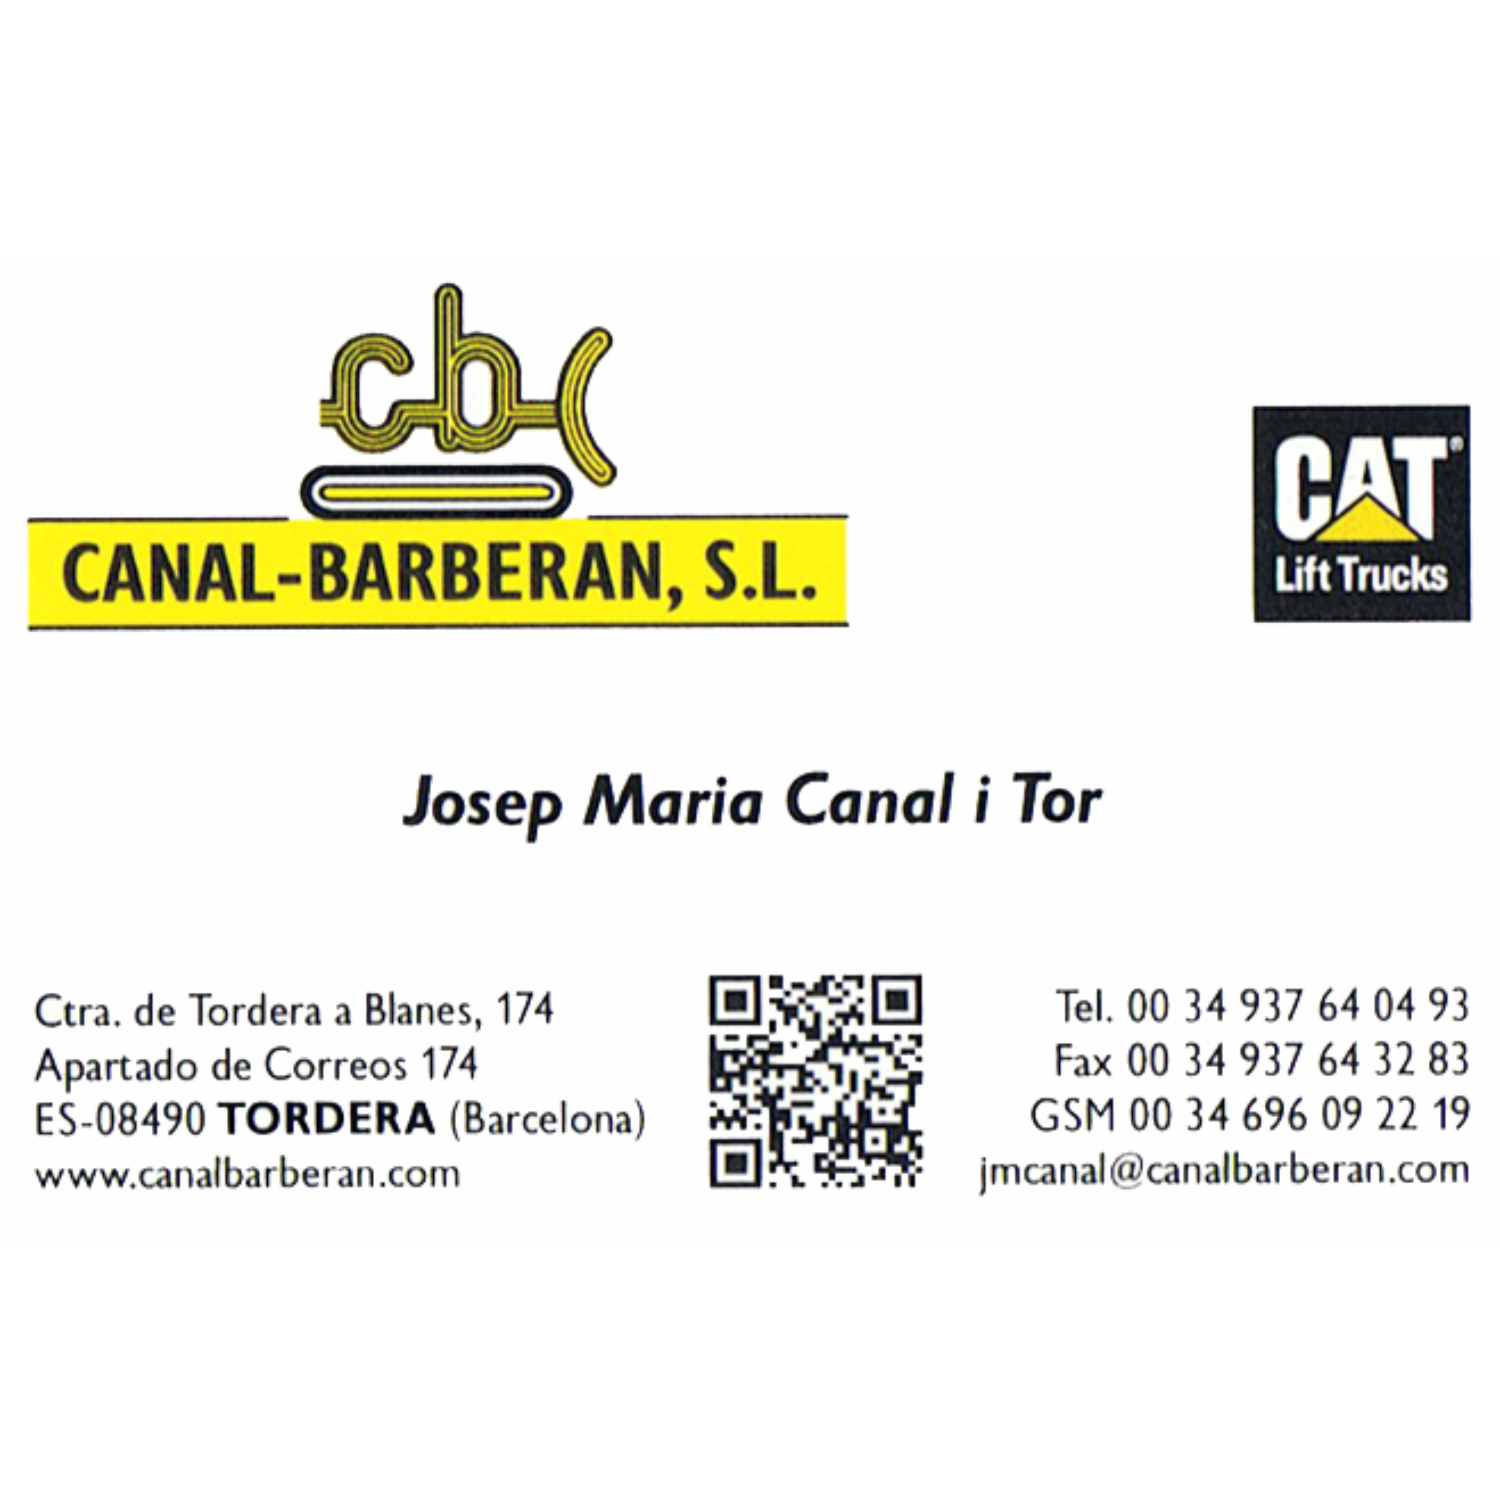 cb
CANAL-BARBERAN, S.L.
CAT®
Lift Trucks
Josep Maria Canal i Tor
Ctra. de Tordera a Blanes, 174
Apartado de Correos 174
ES-08490 TORDERA (Barcelona)
www.canalbarberan.com
Tel. 00 34 937 64 04 93
Fax 00 34 937 64 32 83
GSM 00 34 696 09 22 19
jmcanal@canalbarberan.com